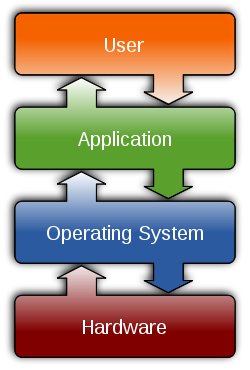 User
Application
Operating System
Hardware